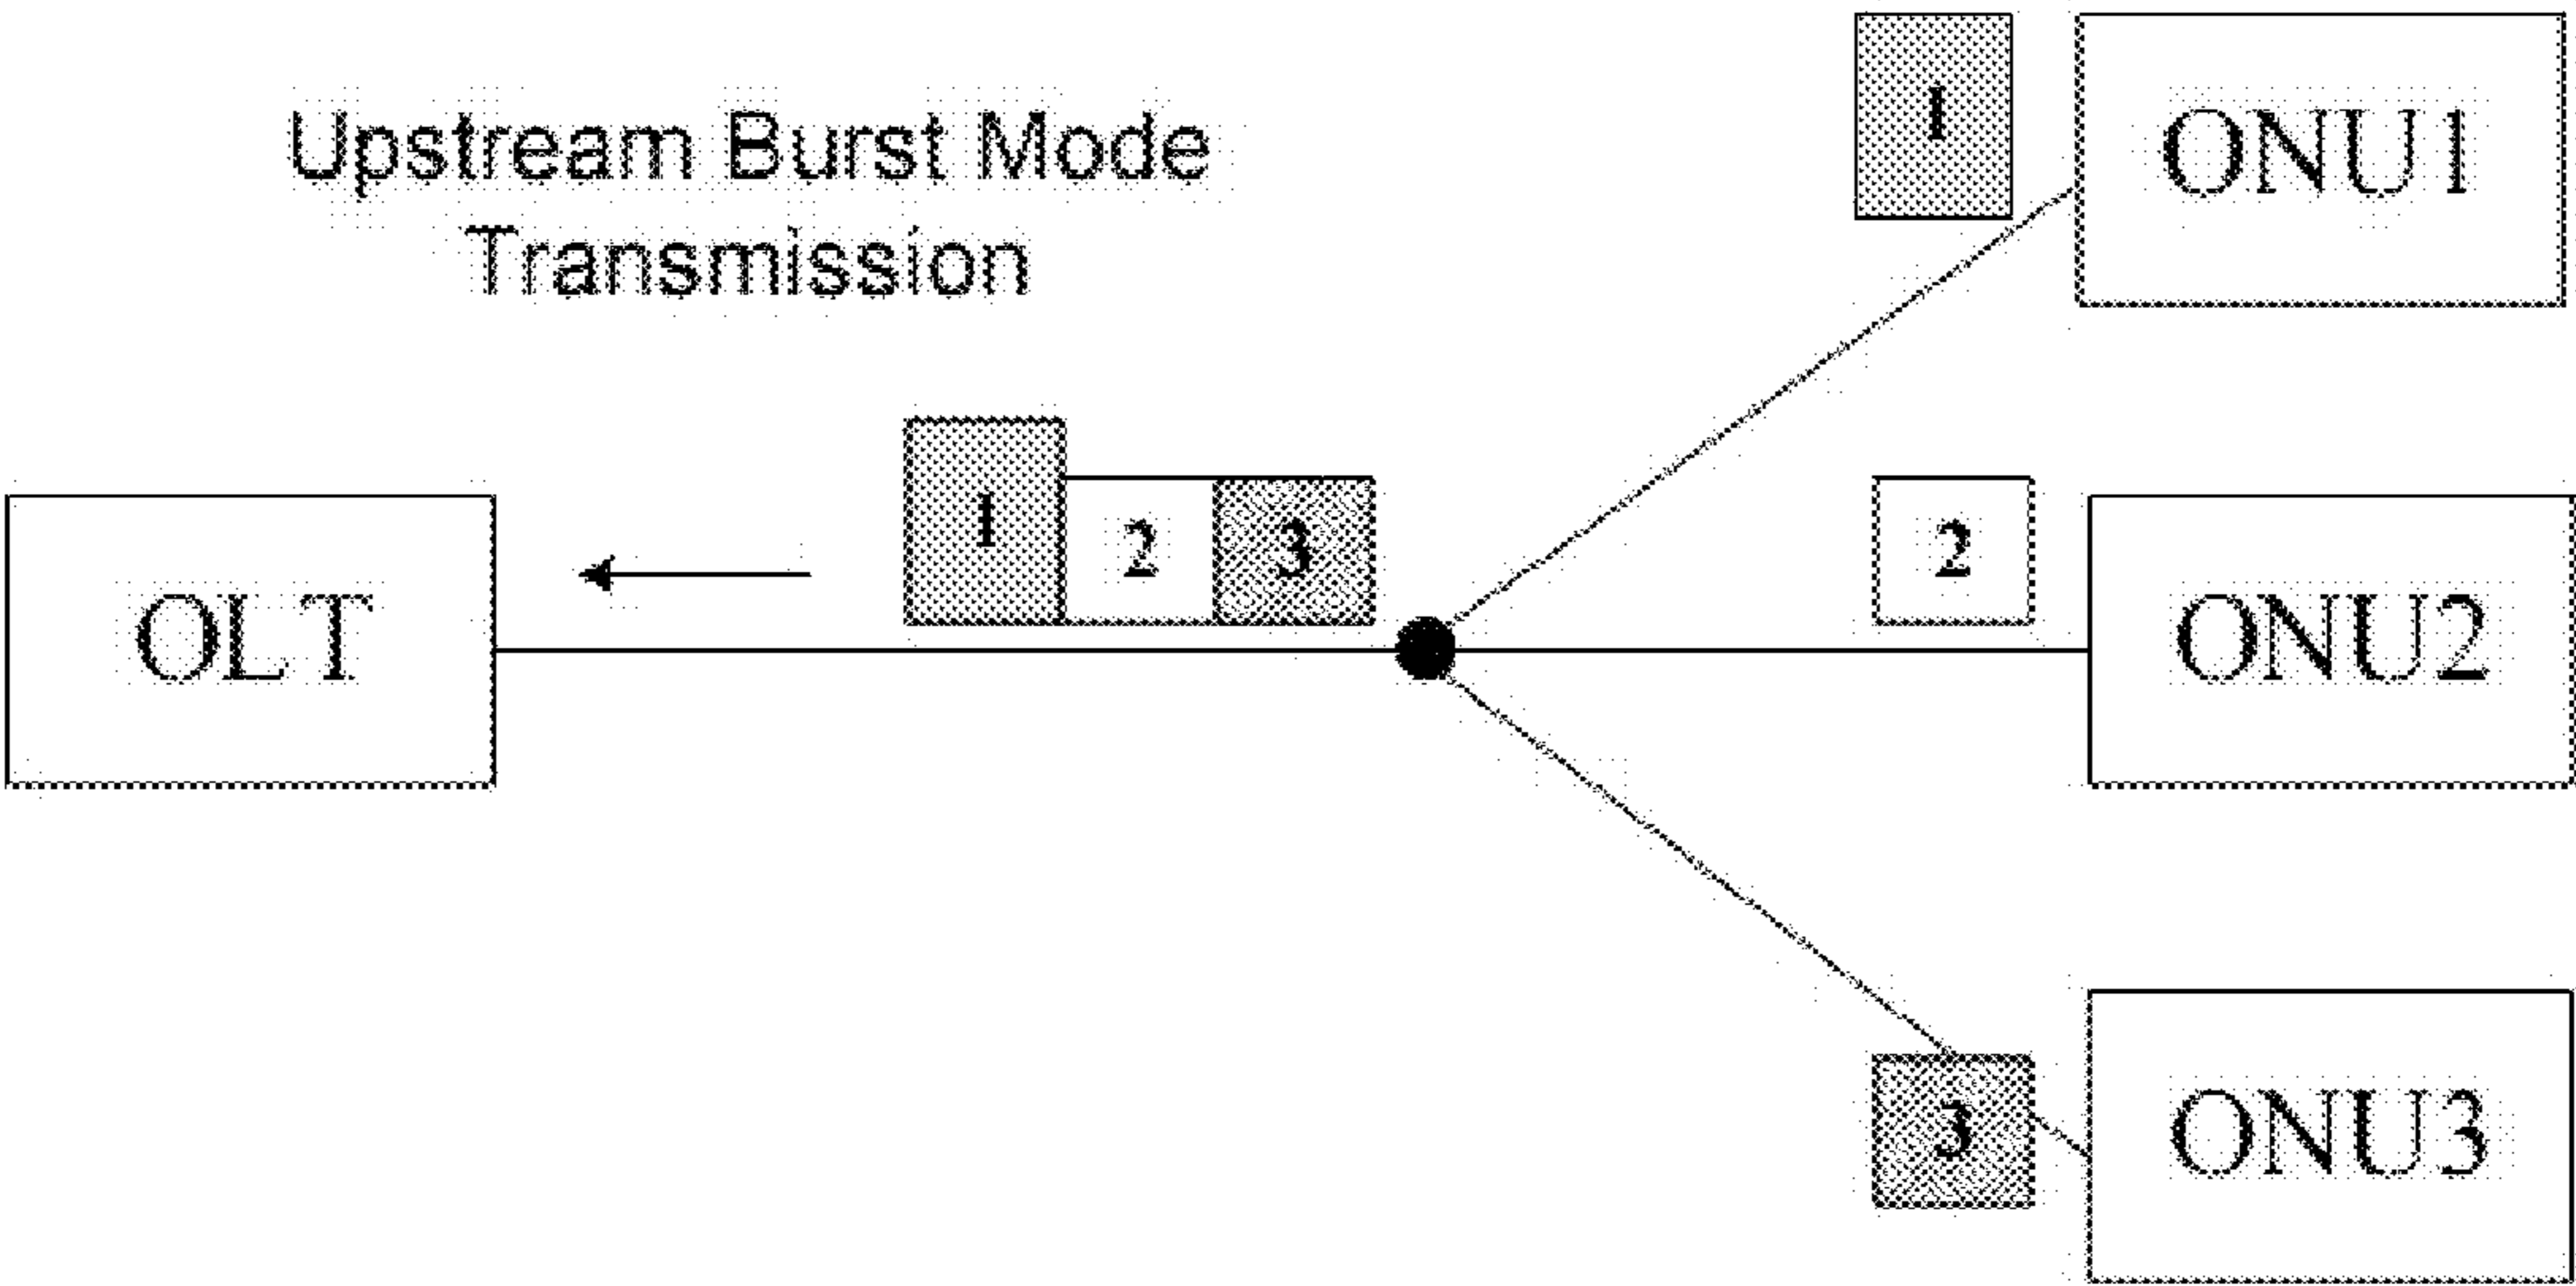 Upstream Burst Mode
Transmission
1
ONU1
1
2
3
2
OLT
ONU2
3
ONU3